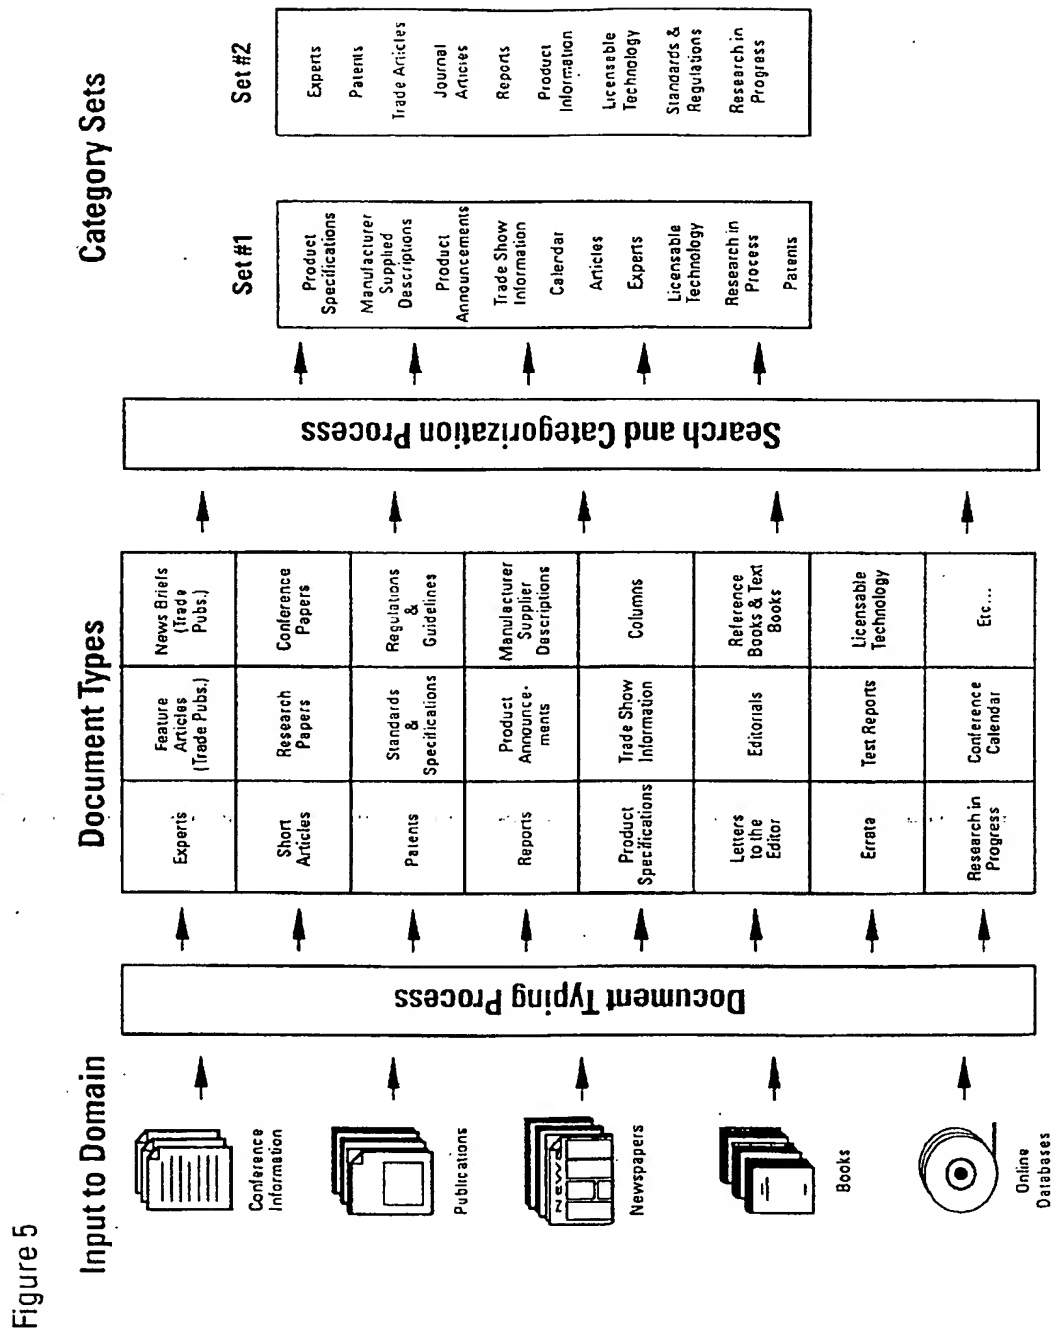 Figure 5
Input to Domain
Document Types
Category Sets
Conference
Information
Publications
News
Newspapers
Books
Online
Databases
Document Typing Process
Experts
Feature
Articles
(Trade Pubs.)
News Briefs
(Trade
Pubs.)
Short
Articles
Research
Papers
Conference
Papers
Patents
Standards
&
Specifications
Regulations
&
Guidelines
Reports
Product
Announce-
ments
Manufacturer
Supplier
Descriptions
Product
Specifications
Trade Show
Information
Columns
Letters
to the
Editor
Editorials
Reference
Books & Text
Books
Errata
Test Reports
Licensable
Technology
Research in
Progress
Conference
Calendar
Etc....
Search and Categorization Process
Set #1
Product
Specifications
Manufacturer
Supplied
Descriptions
Product
Announcements
Trade Show
Information
Calendar
Articles
Experts
Licensable
Technology
Research in
Process
Patents
Set #2
Experts
Patents
Trade Articles
Journal
Articles
Reports
Product
Information
Licenseable
Technology
Standards &
Regulations
Research in
Progress